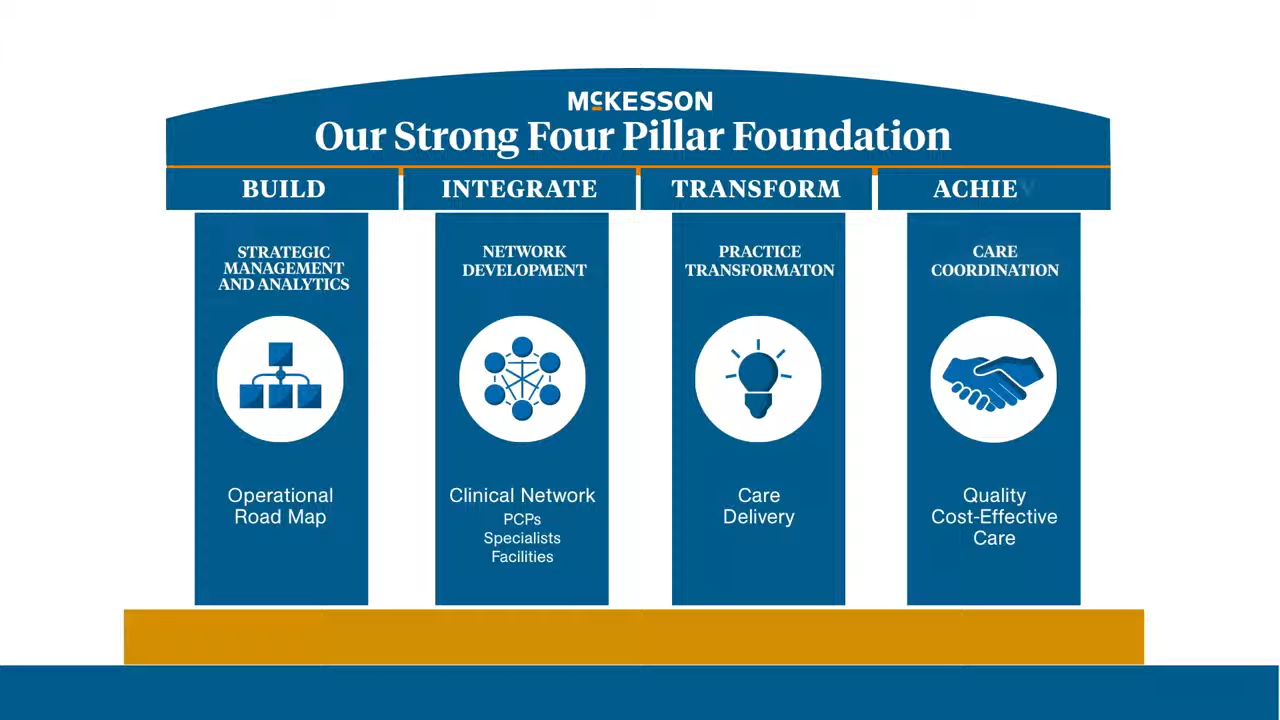 McKESSON
Our Strong Four Pillar Foundation
BUILD
INTEGRATE
TRANSFORM
ACHIEV
STRATEGIC
MANAGEMENT
AND ANALYTICS
Operational
Road Map
NETWORK
DEVELOPMENT
Clinical Network
PCPs
Specialists
Facilities
PRACTICE
TRANSFORMATON
Care
Delivery
CARE
COORDINATION
Quality
Cost-Effective
Care